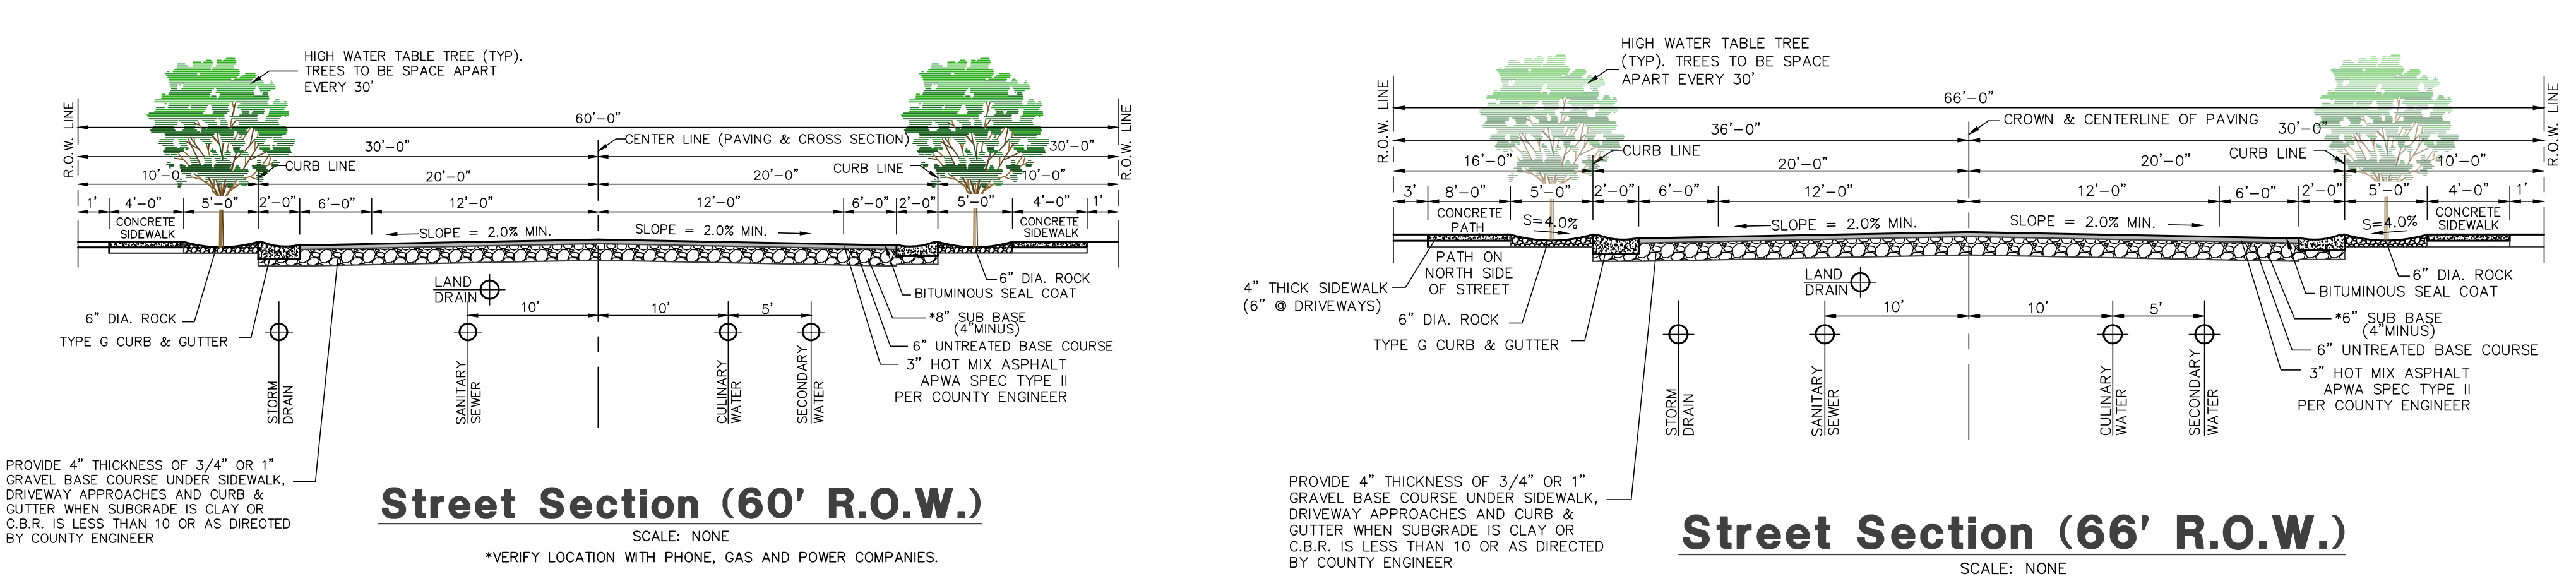 HIGH WATER TABLE TREE (TYP).
TREES TO BE SPACE APART
EVERY 30'
R.O.W. LINE
R.O.W. LINE
60'-0"
CENTER LINE (PAVING & CROSS SECTION)
30'-0"
30'-0"
CURB LINE
CURB LINE
10'-0"
20'-0"
20'-0"
10'-0"
1'
4'-0"
5'-0"
2'-0"
6'-0"
12'-0"
12'-0"
6'-0"
2'-0"
5'-0"
4'-0"
1'
CONCRETE
SIDEWALK
SLOPE = 2.0% MIN.
SLOPE = 2.0% MIN.
CONCRETE
SIDEWALK
LAND
DRAIN
6" DIA. ROCK
BITUMINOUS SEAL COAT
10'
10'
5'
6" DIA. ROCK
TYPE G CURB & GUTTER
*8" SUB BASE
(4"MINUS)
6" UNTREATED BASE COURSE
3" HOT MIX ASPHALT
APWA SPEC TYPE II
PER COUNTY ENGINEER
STORM
DRAIN
SANITARY
SEWER
CULINARY
WATER
SECONDARY
WATER
PROVIDE 4" THICKNESS OF 3/4" OR 1"
GRAVEL BASE COURSE UNDER SIDEWALK,
DRIVEWAY APPROACHES AND CURB &
GUTTER WHEN SUBGRADE IS CLAY OR
C.B.R. IS LESS THAN 10 OR AS DIRECTED
BY COUNTY ENGINEER
Street Section (60' R.O.W.)
SCALE: NONE
*VERIFY LOCATION WITH PHONE, GAS AND POWER COMPANIES.
HIGH WATER TABLE TREE
(TYP). TREES TO BE SPACE
APART EVERY 30'
R.O.W. LINE
R.O.W. LINE
66'-0"
CROWN & CENTERLINE OF PAVING
36'-0"
30'-0"
CURB LINE
CURB LINE
16'-0"
20'-0"
20'-0"
10'-0"
3'
8'-0"
5'-0"
2'-0"
6'-0"
12'-0"
12'-0"
6'-0"
2'-0"
5'-0"
4'-0"
1'
CONCRETE
PATH
S=4.0%
SLOPE = 2.0% MIN.
SLOPE = 2.0% MIN.
S=4.0%
CONCRETE
SIDEWALK
PATH ON
NORTH SIDE
OF STREET
4" THICK SIDEWALK
(6" @ DRIVEWAYS)
LAND
DRAIN
6" DIA. ROCK
BITUMINOUS SEAL COAT
10'
10'
5'
6" DIA. ROCK
TYPE G CURB & GUTTER
*6" SUB BASE
(4"MINUS)
6" UNTREATED BASE COURSE
3" HOT MIX ASPHALT
APWA SPEC TYPE II
PER COUNTY ENGINEER
STORM
DRAIN
SANITARY
SEWER
CULINARY
WATER
SECONDARY
WATER
PROVIDE 4" THICKNESS OF 3/4" OR 1"
GRAVEL BASE COURSE UNDER SIDEWALK,
DRIVEWAY APPROACHES AND CURB &
GUTTER WHEN SUBGRADE IS CLAY OR
C.B.R. IS LESS THAN 10 OR AS DIRECTED
BY COUNTY ENGINEER
Street Section (66' R.O.W.)
SCALE: NONE